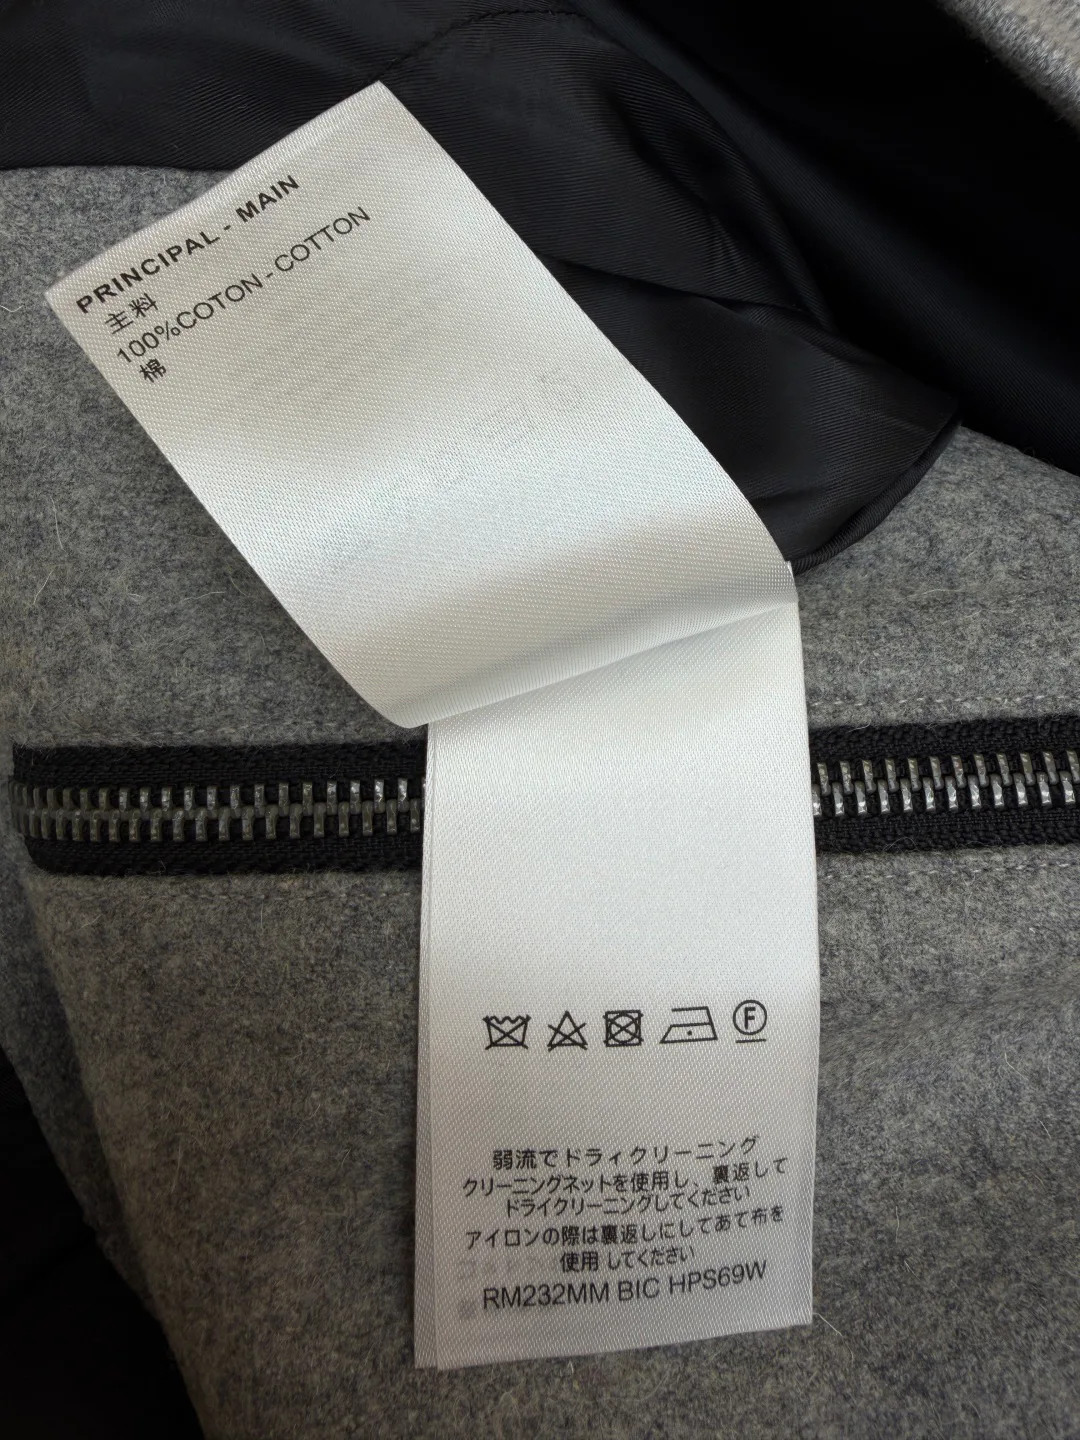 PRINCIPAL - MAIN
主料
100%COTON - COTTON
棉
F
弱流でドライクリーニング
クリーニングネットを使用し、裏返して
ドライクリーニングしてください
アイロンの際は裏返しにしてあて布を
使用 してください
RM232MM BIC HPS69W